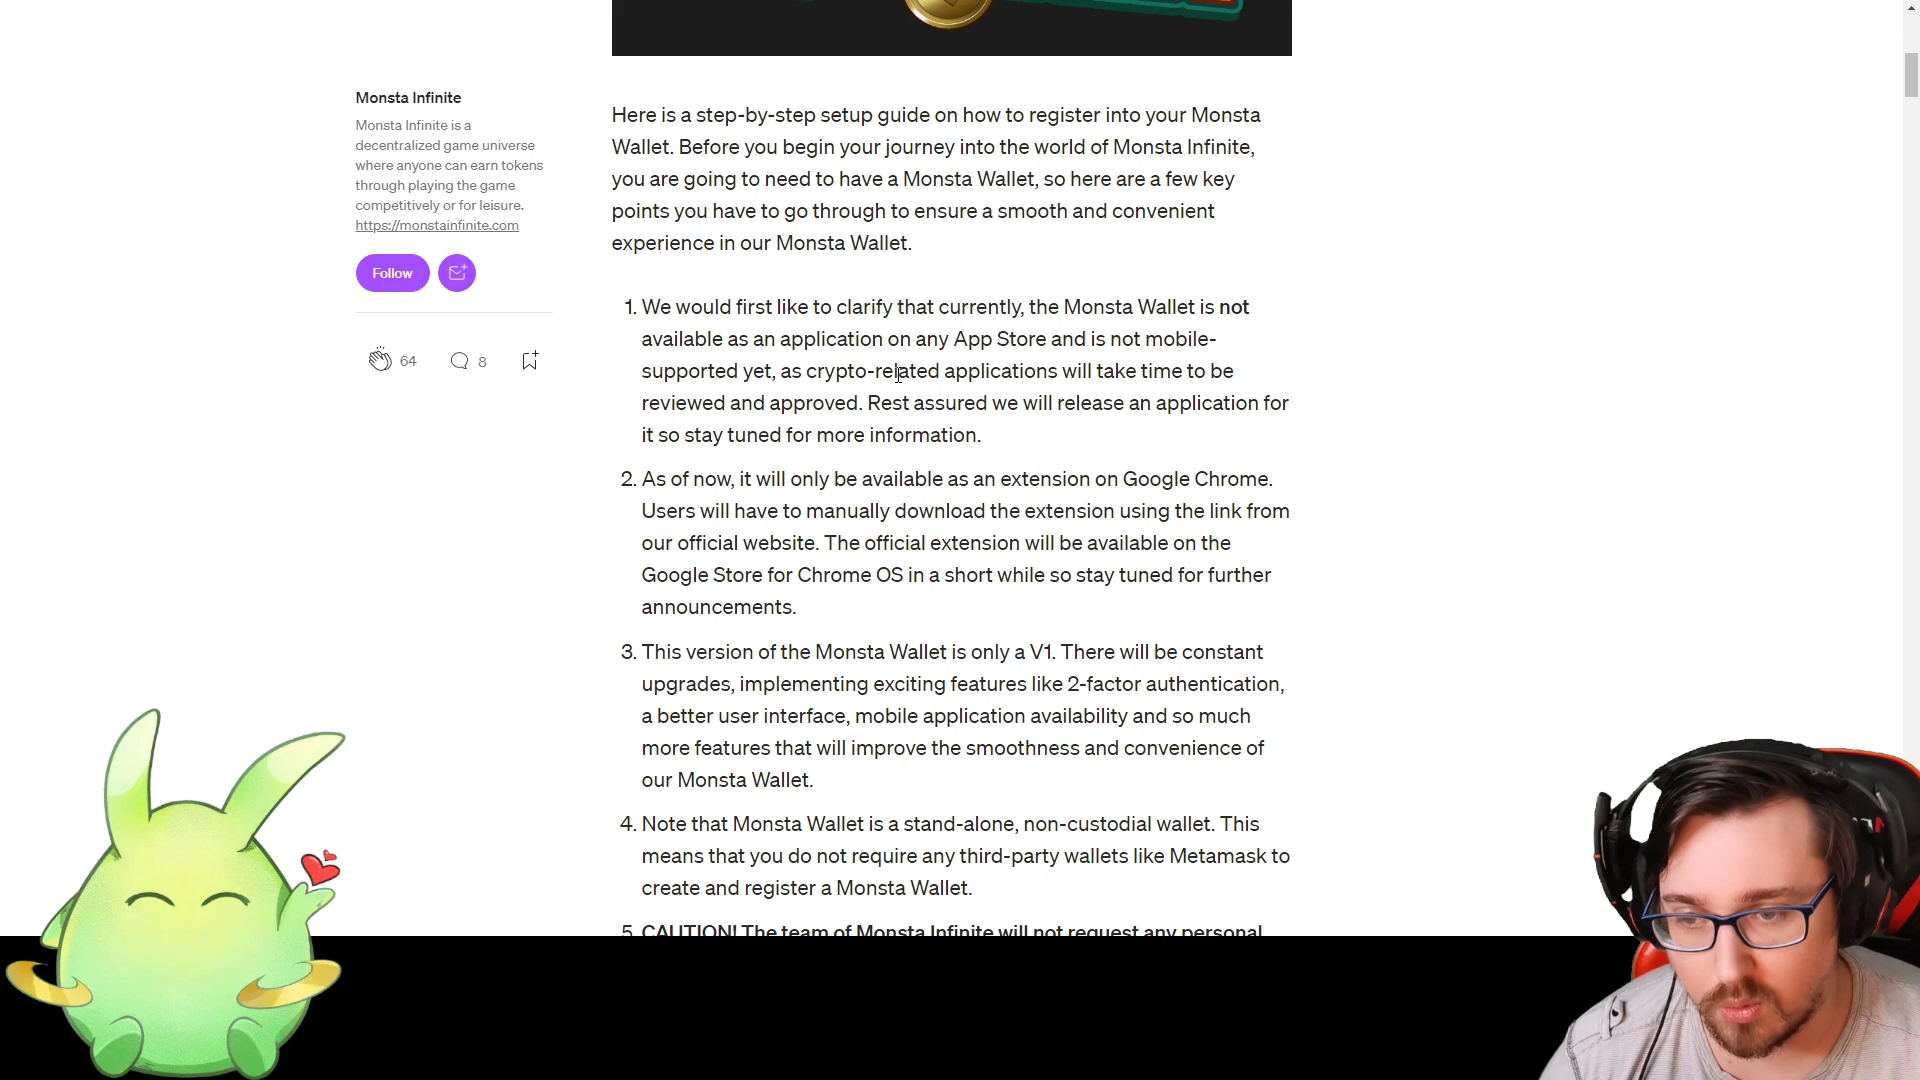 Monsta Infinite
Monsta Infinite is a
decentralized game universe
where anyone can earn tokens
through playing the game
competitively or for leisure.
https://monstainfinite.com
Follow
64
8
Here is a step-by-step setup guide on how to register into your Monsta
Wallet. Before you begin your journey into the world of Monsta Infinite,
you are going to need to have a Monsta Wallet, so here are a few key
points you have to go through to ensure a smooth and convenient
experience in our Monsta Wallet.
1. We would first like to clarify that currently, the Monsta Wallet is not
available as an application on any App Store and is not mobile-
supported yet, as crypto-related applications will take time to be
reviewed and approved. Rest assured we will release an application for
it so stay tuned for more information.
2. As of now, it will only be available as an extension on Google Chrome.
Users will have to manually download the extension using the link from
our official website. The official extension will be available on the
Google Store for Chrome OS in a short while so stay tuned for further
announcements.
3. This version of the Monsta Wallet is only a V1. There will be constant
upgrades, implementing exciting features like 2-factor authentication,
a better user interface, mobile application availability and so much
more features that will improve the smoothness and convenience of
our Monsta Wallet.
4. Note that Monsta Wallet is a stand-alone, non-custodial wallet. This
means that you do not require any third-party wallets like Metamask to
create and register a Monsta Wallet.
5. CAUTION! The team of Monsta Infinite will not request any personal